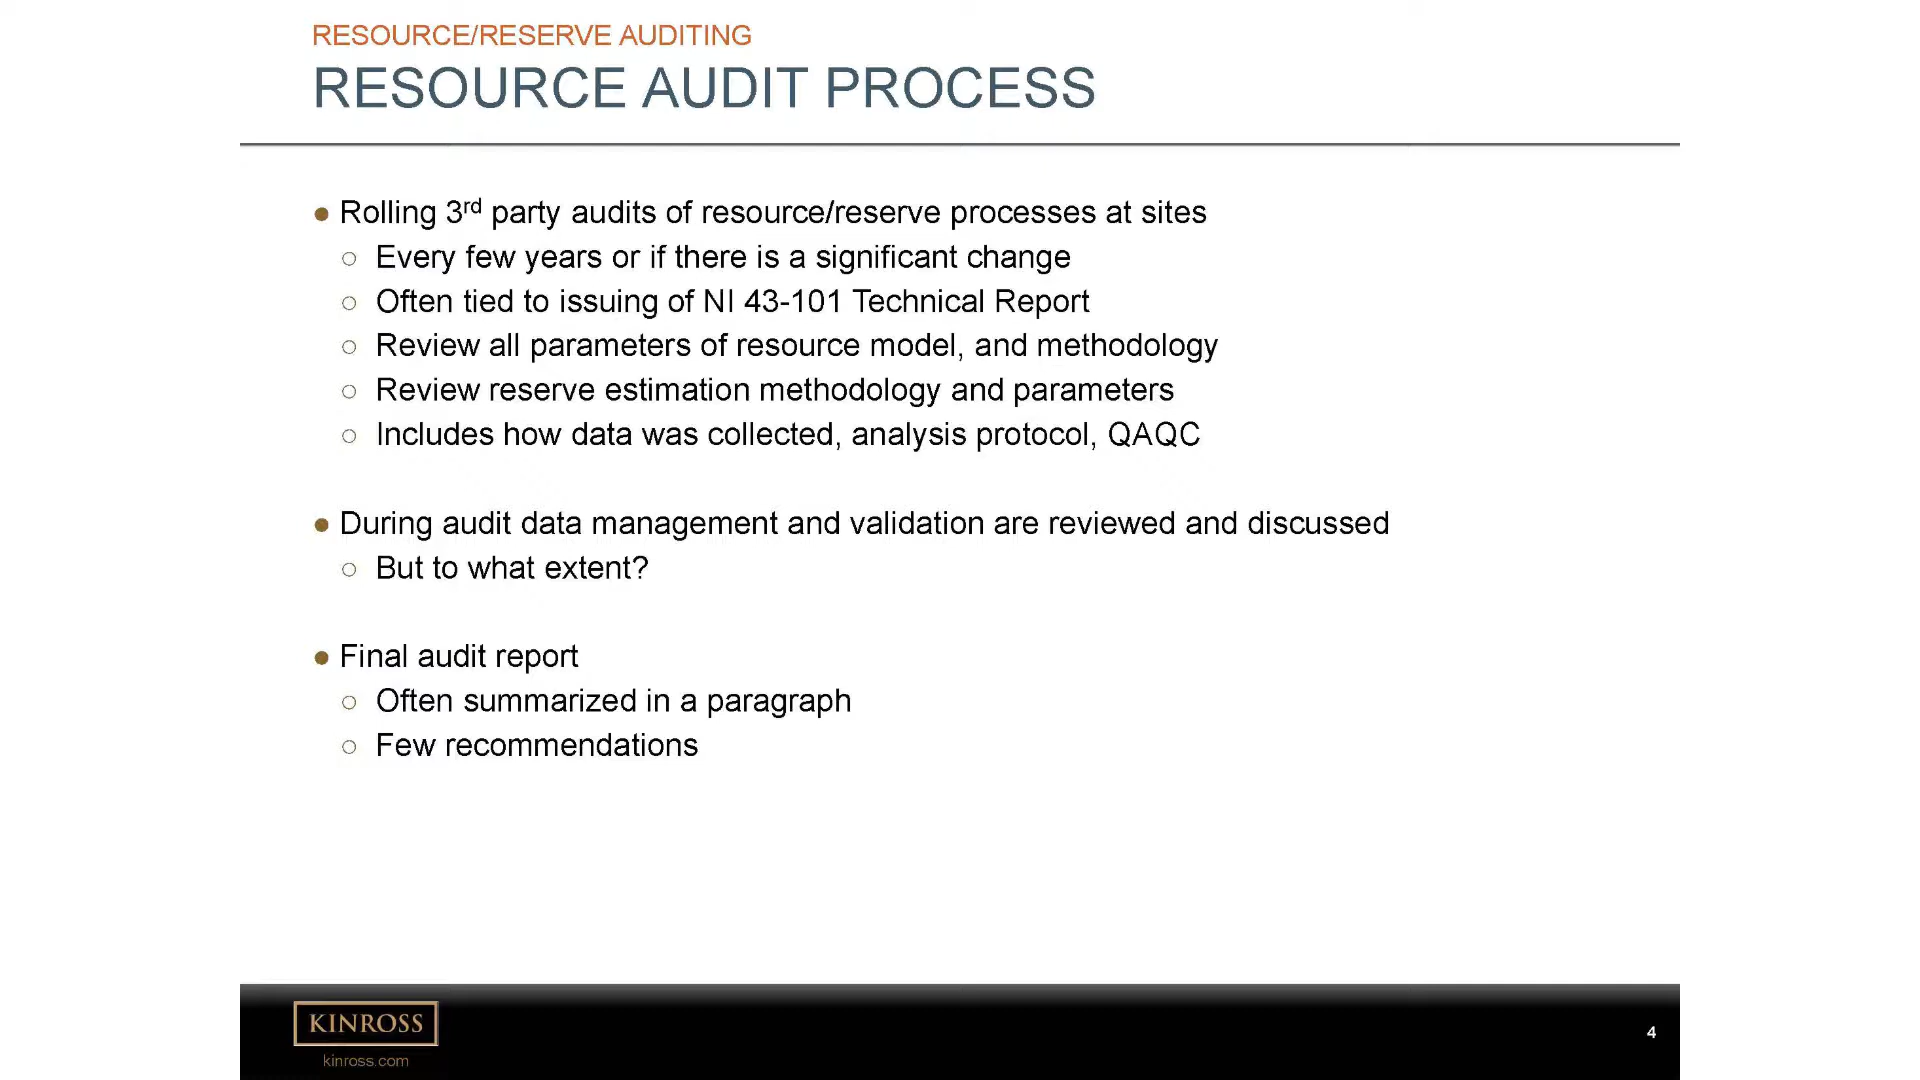 RESOURCE/RESERVE AUDITING
RESOURCE AUDIT PROCESS
● Rolling 3rd party audits of resource/reserve processes at sites
○ Every few years or if there is a significant change
○ Often tied to issuing of NI 43-101 Technical Report
○ Review all parameters of resource model, and methodology
○ Review reserve estimation methodology and parameters
○ Includes how data was collected, analysis protocol, QAQC
● During audit data management and validation are reviewed and discussed
○ But to what extent?
● Final audit report
○ Often summarized in a paragraph
○ Few recommendations
KINROSS
kinross.com
4